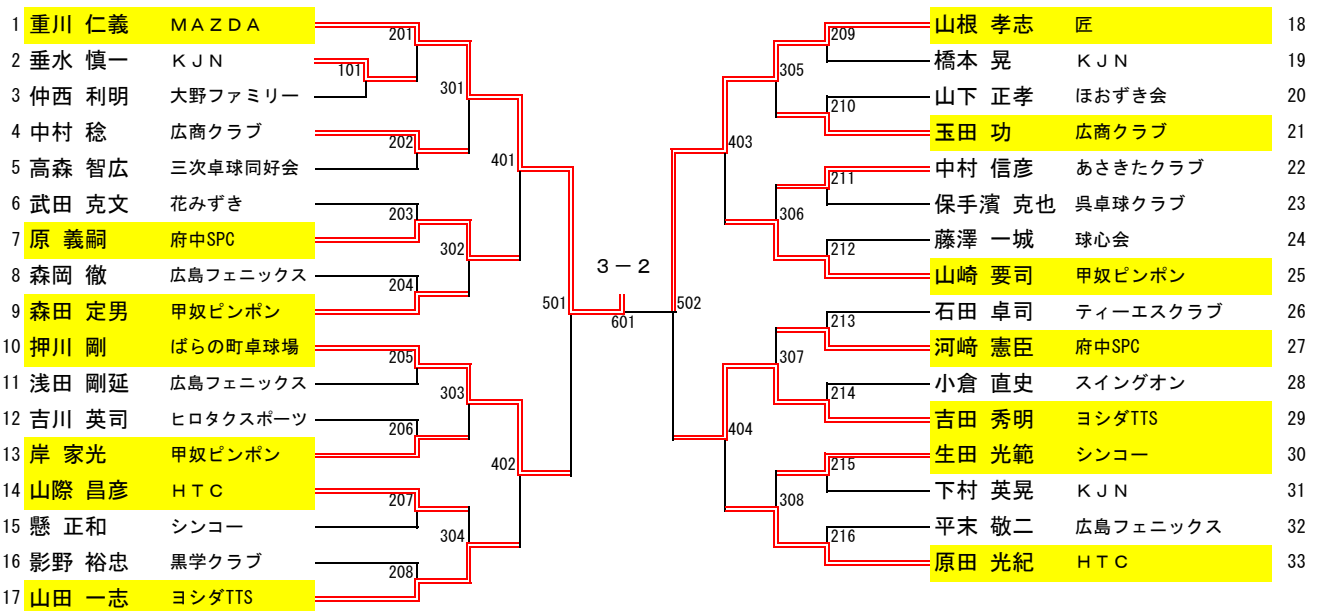 1 重川 仁義 ＭＡＺＤＡ
2 垂水 慎一 ＫＪＮ
3 仲西 利明 大野ファミリー
4 中村 稔 広商クラブ
5 高森 智広 三次卓球同好会
6 武田 克文 花みずき
7 原 義嗣 府中SPC
8 森岡 徹 広島フェニックス
9 森田 定男 甲奴ピンポン
10 押川 剛 ばらの町卓球場
11 浅田 剛延 広島フェニックス
12 吉川 英司 ヒロタクスポーツ
13 岸 家光 甲奴ピンポン
14 山際 昌彦 ＨＴＣ
15 懸 正和 シンコー
16 影野 裕忠 黒学クラブ
17 山田 一志 ヨシダTTS
101
201
202
203
204
205
206
207
208
301
302
303
304
401
402
501
３－２
601
502
403
404
305
306
307
308
209
210
211
212
213
214
215
216
山根 孝志 匠 18
橋本 晃 ＫＪＮ 19
山下 正孝 ほおずき会 20
玉田 功 広商クラブ 21
中村 信彦 あさきたクラブ 22
保手濱 克也 呉卓球クラブ 23
藤澤 一城 球心会 24
山崎 要司 甲奴ピンポン 25
石田 卓司 ティーエスクラブ 26
河﨑 憲臣 府中SPC 27
小倉 直史 スイングオン 28
吉田 秀明 ヨシダTTS 29
生田 光範 シンコー 30
下村 英晃 ＫＪＮ 31
平末 敬二 広島フェニックス 32
原田 光紀 ＨＴＣ 33